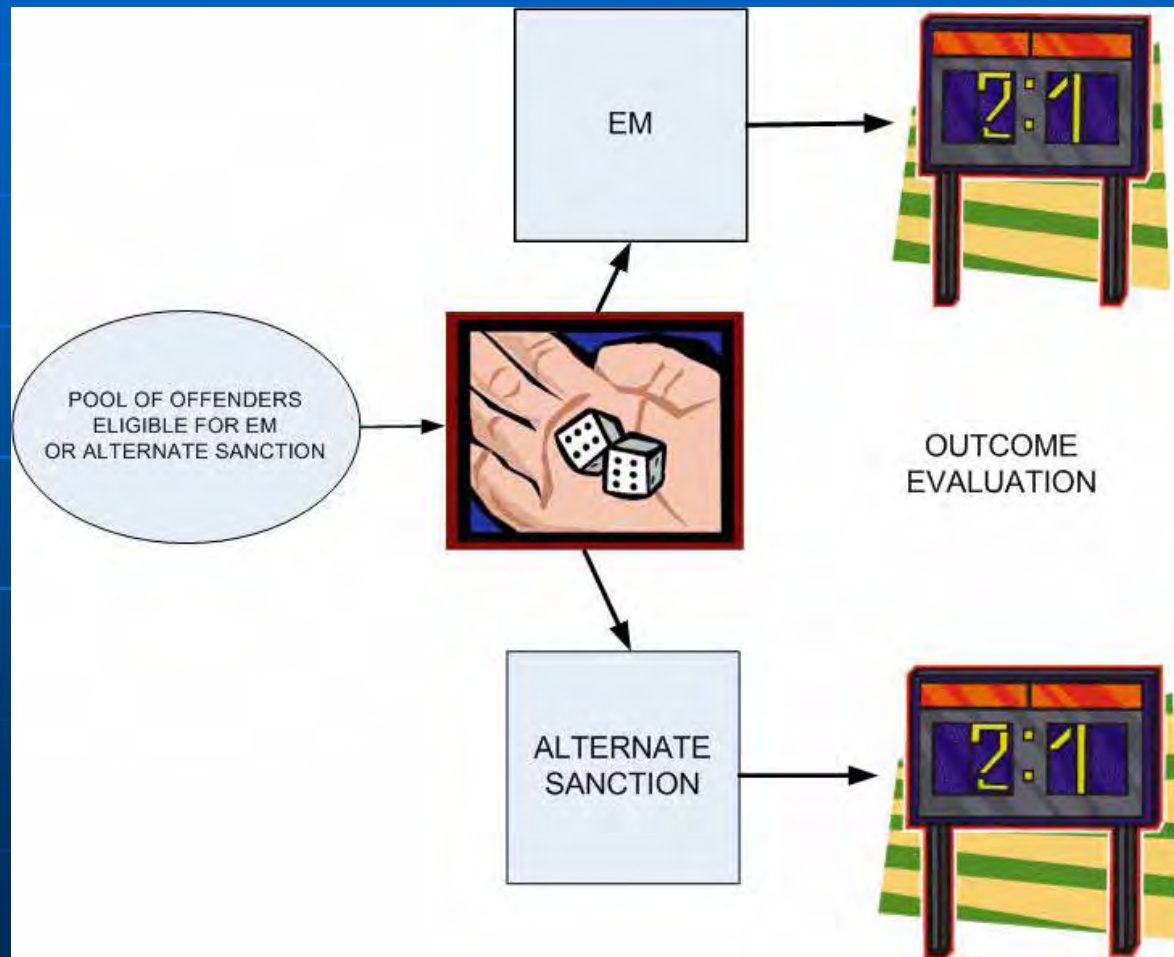 EM
2:1
POOL OF OFFENDERS
ELIGIBLE FOR EM
OR ALTERNATE SANCTION
OUTCOME
EVALUATION
ALTERNATE
SANCTION
2:1